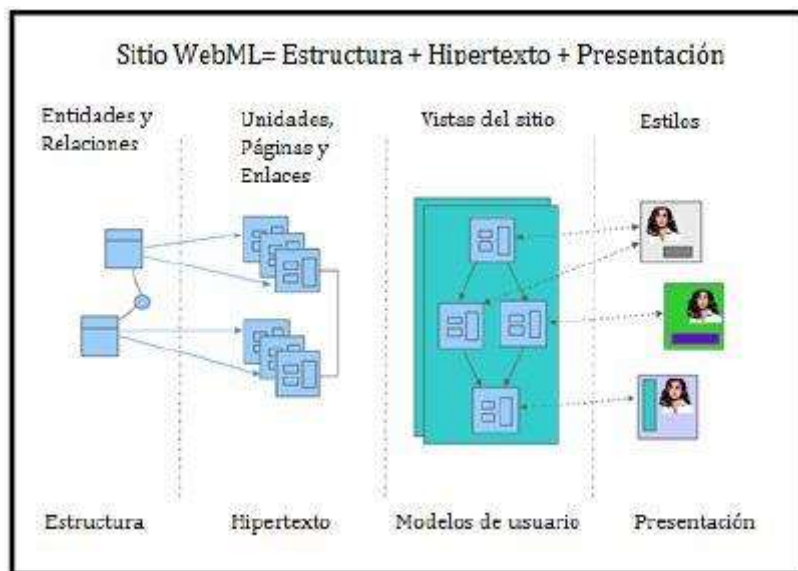 Sitio WebML= Estructura + Hipertexto + Presentación
Entidades y
Relaciones
Unidades,
Páginas y
Enlaces
Vistas del sitio
Estilos
Estructura
Hipertexto
Modelos de usuario
Presentación